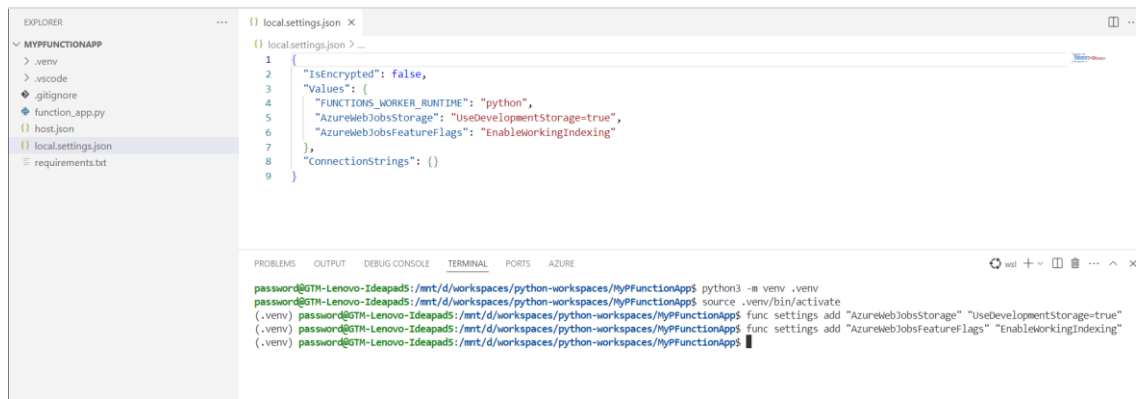 EXPLORER
MYPFUNCTIONAPP
.venv
.vscode
.gitignore
function_app.py
host.json
local.settings.json
requirements.txt
{} local.settings.json ×
{} local.settings.json > ...
1 {
2 "IsEncrypted": false,
3 "Values": {
4 "FUNCTIONS_WORKER_RUNTIME": "python",
5 "AzureWebJobsStorage": "UseDevelopmentStorage=true",
6 "AzureWebJobsFeatureFlags": "EnableWorkingIndexing"
7 },
8 "ConnectionStrings": {}
9 }
PROBLEMS OUTPUT DEBUG CONSOLE TERMINAL PORTS AZURE
wsl
password@GTM-Lenovo-Ideapad5:/mnt/d/workspaces/python-workspaces/MyPFunctionApp$ python3 -m venv .venv
password@GTM-Lenovo-Ideapad5:/mnt/d/workspaces/python-workspaces/MyPFunctionApp$ source .venv/bin/activate
(.venv) password@GTM-Lenovo-Ideapad5:/mnt/d/workspaces/python-workspaces/MyPFunctionApp$ func settings add "AzureWebJobsStorage" "UseDevelopmentStorage=true"
(.venv) password@GTM-Lenovo-Ideapad5:/mnt/d/workspaces/python-workspaces/MyPFunctionApp$ func settings add "AzureWebJobsFeatureFlags" "EnableWorkingIndexing"
(.venv) password@GTM-Lenovo-Ideapad5:/mnt/d/workspaces/python-workspaces/MyPFunctionApp$